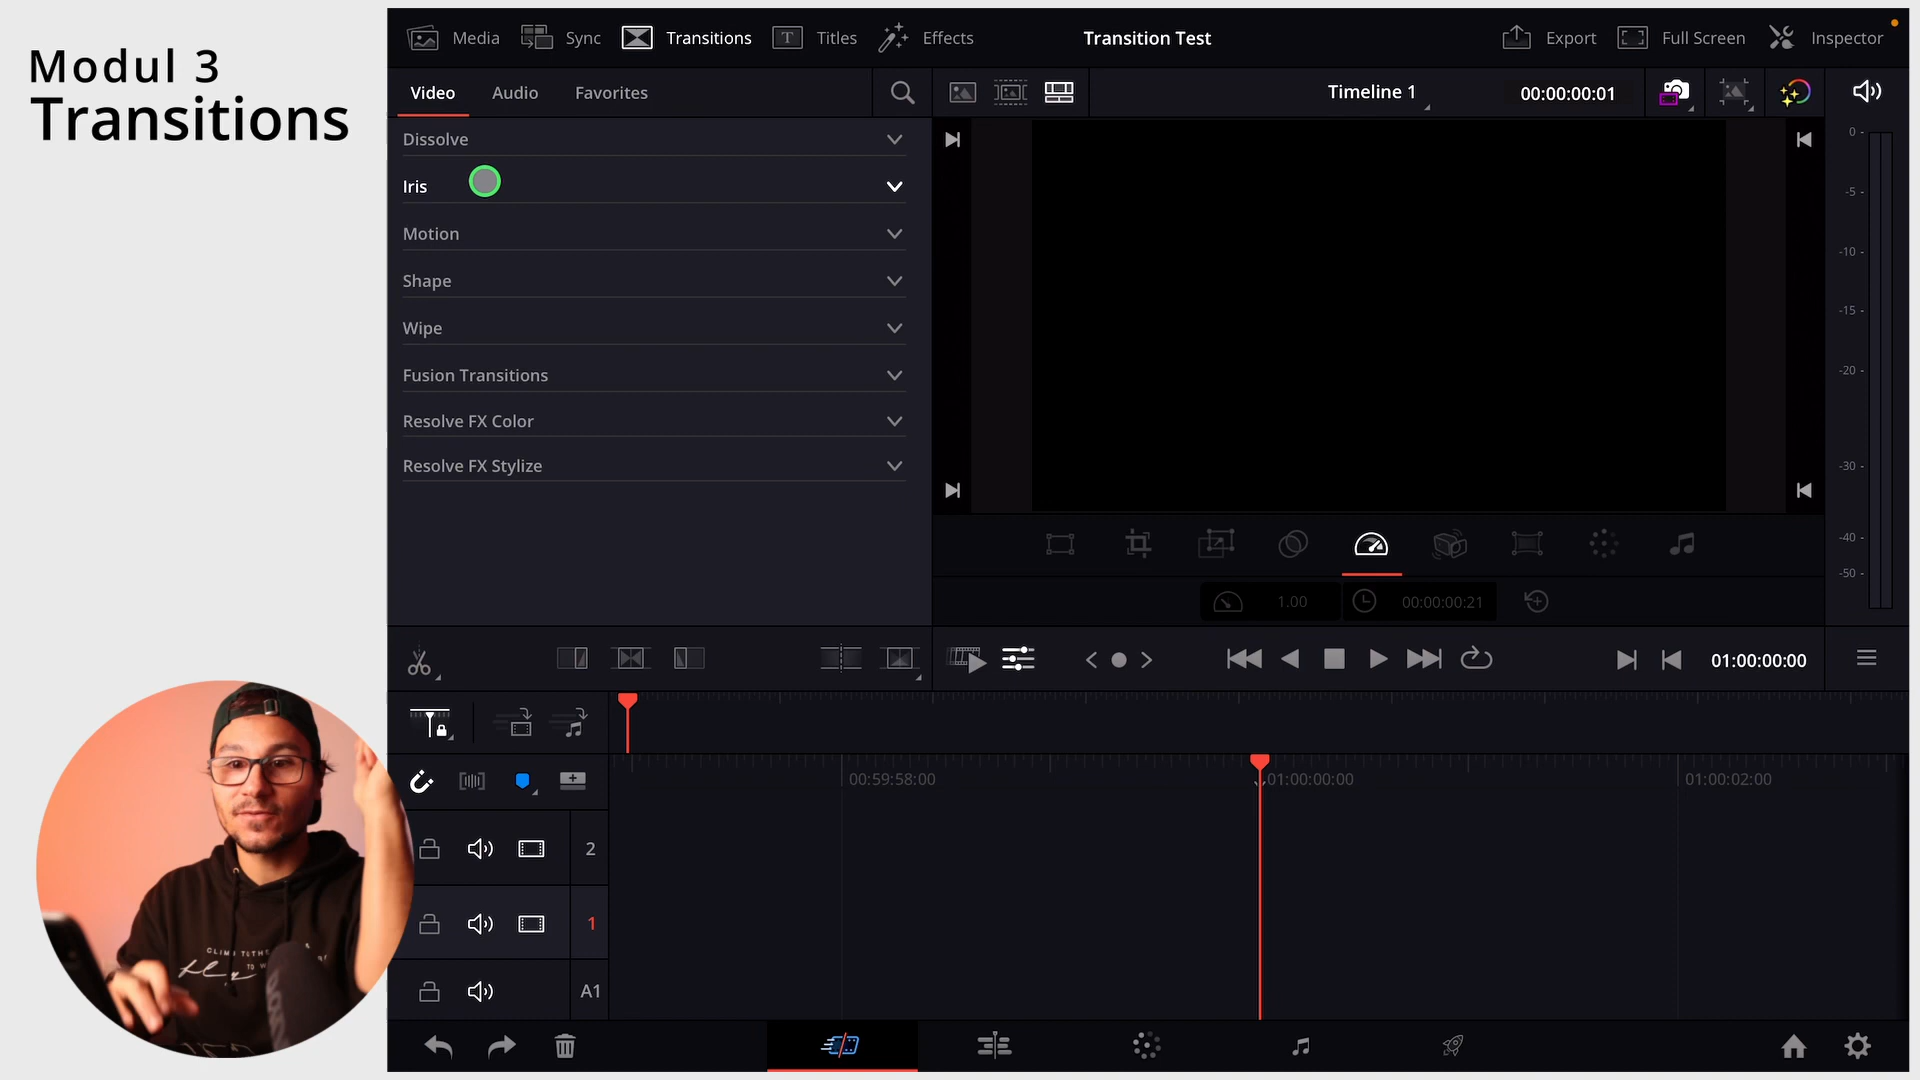 Modul 3
Transitions
Media Sync Transitions T Titles Effects Transition Test Export Full Screen Inspector
Video Audio Favorites Timeline 1 00:00:00:01
Dissolve
Iris
Motion
Shape
Wipe
Fusion Transitions
Resolve FX Color
Resolve FX Stylize
0 -
-5 -
-10 -
-15 -
-20 -
-30 -
-40 -
-50 -
1.00 00:00:00:21
01:00:00:00
00:59:58:00 01:00:00:00 01:00:02:00
2
1
A1